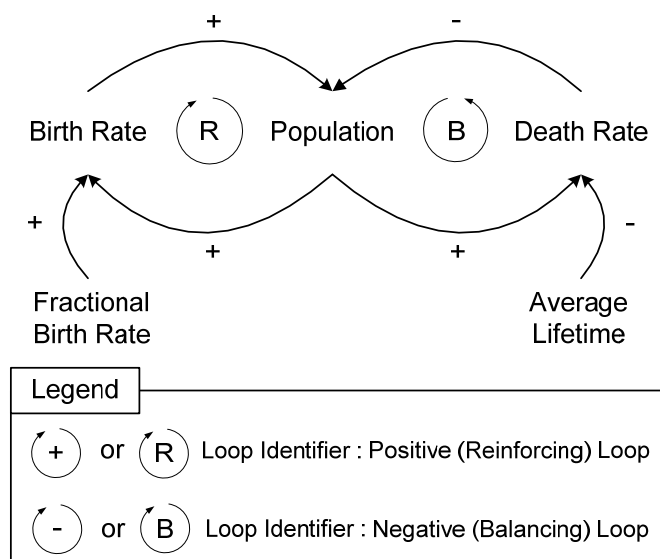 + -
Birth Rate R Population B Death Rate
+ + + -
Fractional
Birth Rate
Average
Lifetime
Legend
+ or R Loop Identifier : Positive (Reinforcing) Loop
- or B Loop Identifier : Negative (Balancing) Loop